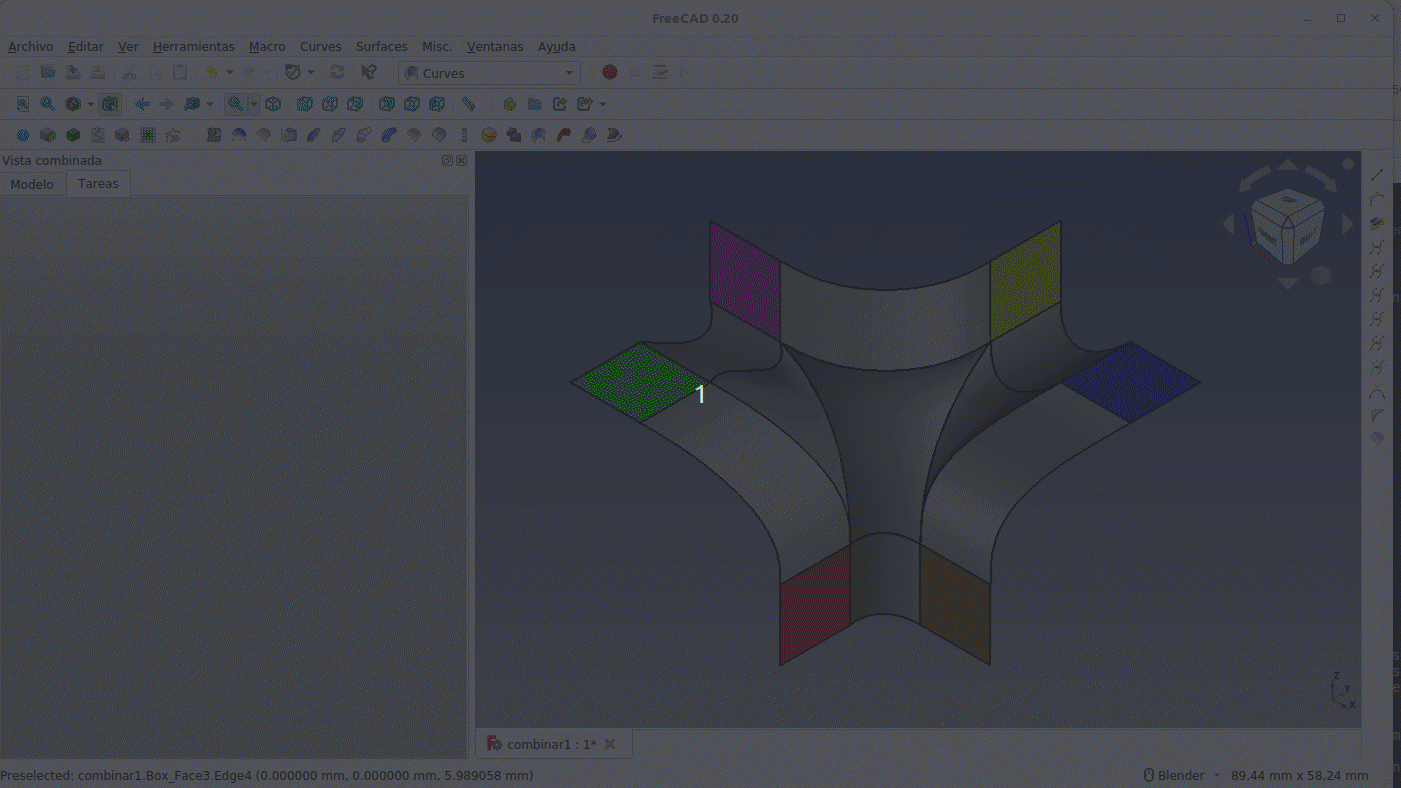 FreeCAD 0.20
Archivo Editar Ver Herramientas Macro Curves Surfaces Misc. Ventanas Ayuda
Curves
Vista combinada
Modelo Tareas
1
Z
Y
X
combinar1 : 1*
Preselected: combinar1.Box_Face3.Edge4 (0.000000 mm, 0.000000 mm, 5.989058 mm) Blender 89,44 mm x 58,24 mm